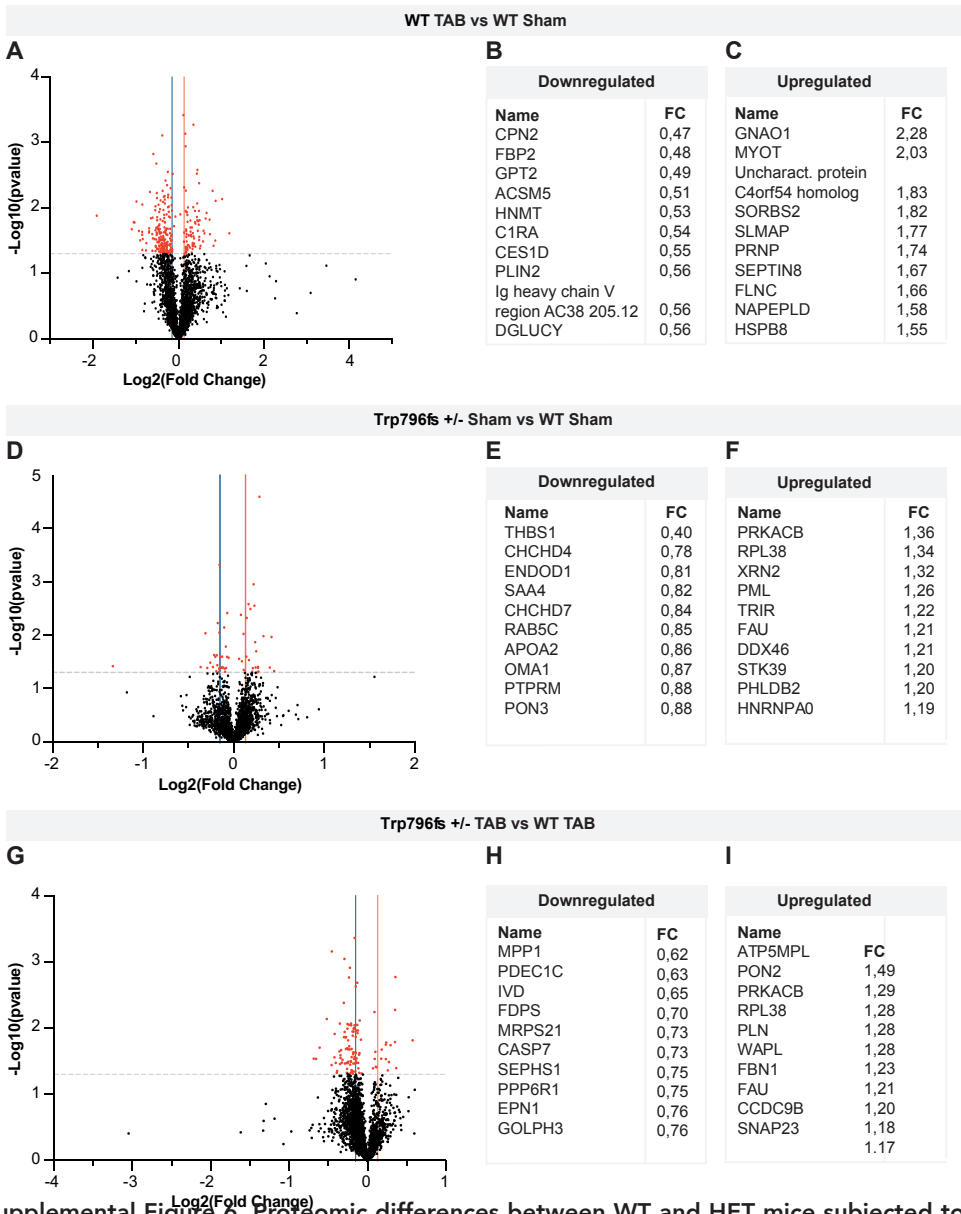 WT TAB vs WT Sham
A
4
3
2
1
0
-Log10(pvalue)
-2 0 2 4
Log2(Fold Change)
B
Downregulated
Name FC
CPN2 0,47
FBP2 0,48
GPT2 0,49
ACSM5 0,51
HNMT 0,53
C1RA 0,54
CES1D 0,55
PLIN2 0,56
Ig heavy chain V
region AC38 205.12 0,56
DGLUCY 0,56
C
Upregulated
Name FC
GNAO1 2,28
MYOT 2,03
Uncharact. protein
C4orf54 homolog 1,83
SORBS2 1,82
SLMAP 1,77
PRNP 1,74
SEPTIN8 1,67
FLNC 1,66
NAPEPLD 1,58
HSPB8 1,55
Trp796fs +/- Sham vs WT Sham
D
5
4
3
2
1
0
-Log10(pvalue)
-2 -1 0 1 2
Log2(Fold Change)
E
Downregulated
Name FC
THBS1 0,40
CHCHD4 0,78
ENDOD1 0,81
SAA4 0,82
CHCHD7 0,84
RAB5C 0,85
APOA2 0,86
OMA1 0,87
PTPRM 0,88
PON3 0,88
F
Upregulated
Name FC
PRKACB 1,36
RPL38 1,34
XRN2 1,32
PML 1,26
TRIR 1,22
FAU 1,21
DDX46 1,21
STK39 1,20
PHLDB2 1,20
HNRNPA0 1,19
Trp796fs +/- TAB vs WT TAB
G
4
3
2
1
0
-Log10(pvalue)
-4 -3 -2 -1 0 1
Log2(Fold Change)
H
Downregulated
Name FC
MPP1 0,62
PDEC1C 0,63
IVD 0,65
FDPS 0,70
MRPS21 0,73
CASP7 0,73
SEPHS1 0,75
PPP6R1 0,75
EPN1 0,76
GOLPH3 0,76
I
Upregulated
Name
ATP5MPL FC
PON2 1,49
PRKACB 1,29
RPL38 1,28
PLN 1,28
WAPL 1,28
FBN1 1,23
FAU 1,21
CCDC9B 1,20
SNAP23 1,18
1.17
upplemental Figure 6. Proteomic differences between WT and HET mice subjected to